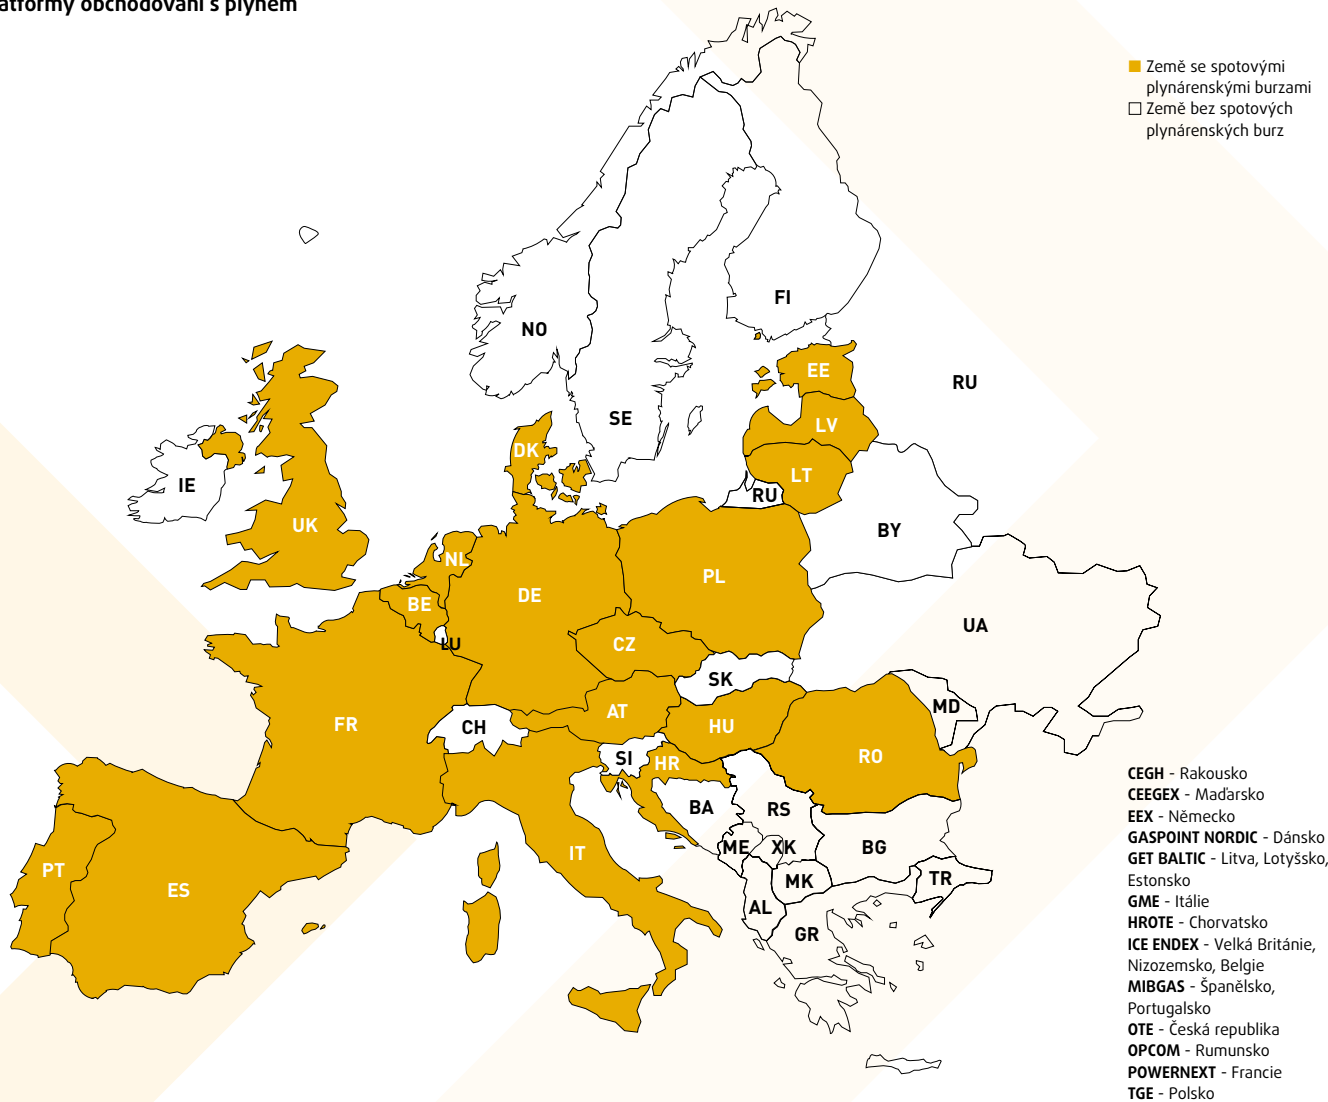 atformy obchodování s plynem
Země se spotovými
plynárenskými burzami
Země bez spotových
plynárenských burz
FI
NO
EE
RU
SE
LV
DK
LT
IE
RU
UK
BY
NL
PL
BE
DE
UA
LU
CZ
SK
MD
AT
FR
CH
HU
SI
HR
RO
BA
RS
ME
XK
BG
IT
PT
ES
MK
TR
AL
GR
CEGH - Rakousko
CEEGEX - Maďarsko
EEX - Německo
GASPOINT NORDIC - Dánsko
GET BALTIC - Litva, Lotyšsko,
Estonsko
GME - Itálie
HROTE - Chorvatsko
ICE ENDEX - Velká Británie,
Nizozemsko, Belgie
MIBGAS - Španělsko,
Portugalsko
OTE - Česká republika
OPCOM - Rumunsko
POWERNEXT - Francie
TGE - Polsko